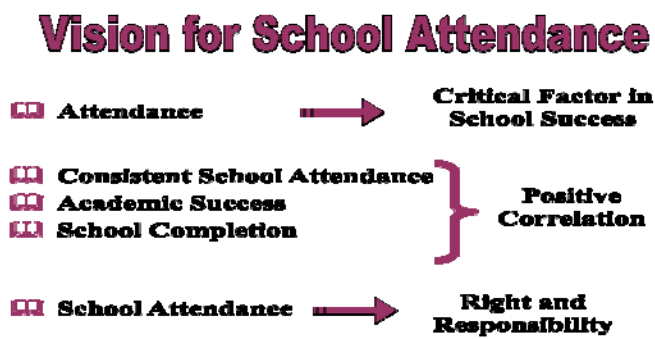 Vision for School Attendance
Attendance
Critical Factor in
School Success
Consistent School Attendance
Academic Success
School Completion
Positive
Correlation
School Attendance
Right and
Responsibility